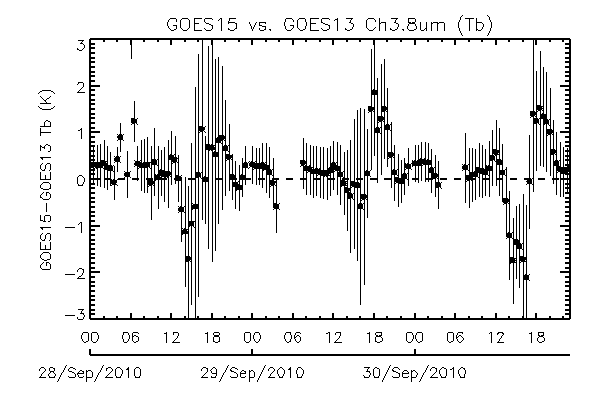 GOES15 vs. GOES13 Ch3.8um (Tb)
3
2
1
0
−1
−2
−3
GOES15−GOES13 Tb (K)
00 06 12 18 00 06 12 18 00 06 12 18
28/Sep/2010 29/Sep/2010 30/Sep/2010